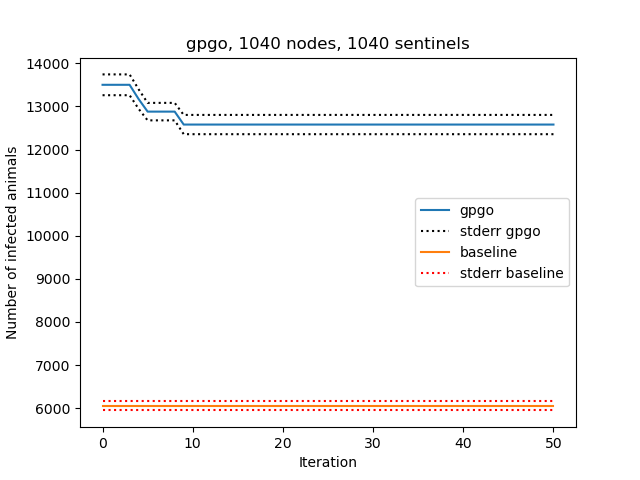 gpgo, 1040 nodes, 1040 sentinels
14000
13000
12000
11000
10000
9000
8000
7000
6000
Number of infected animals
gpgo
stderr gpgo
baseline
stderr baseline
0 10 20 30 40 50
Iteration